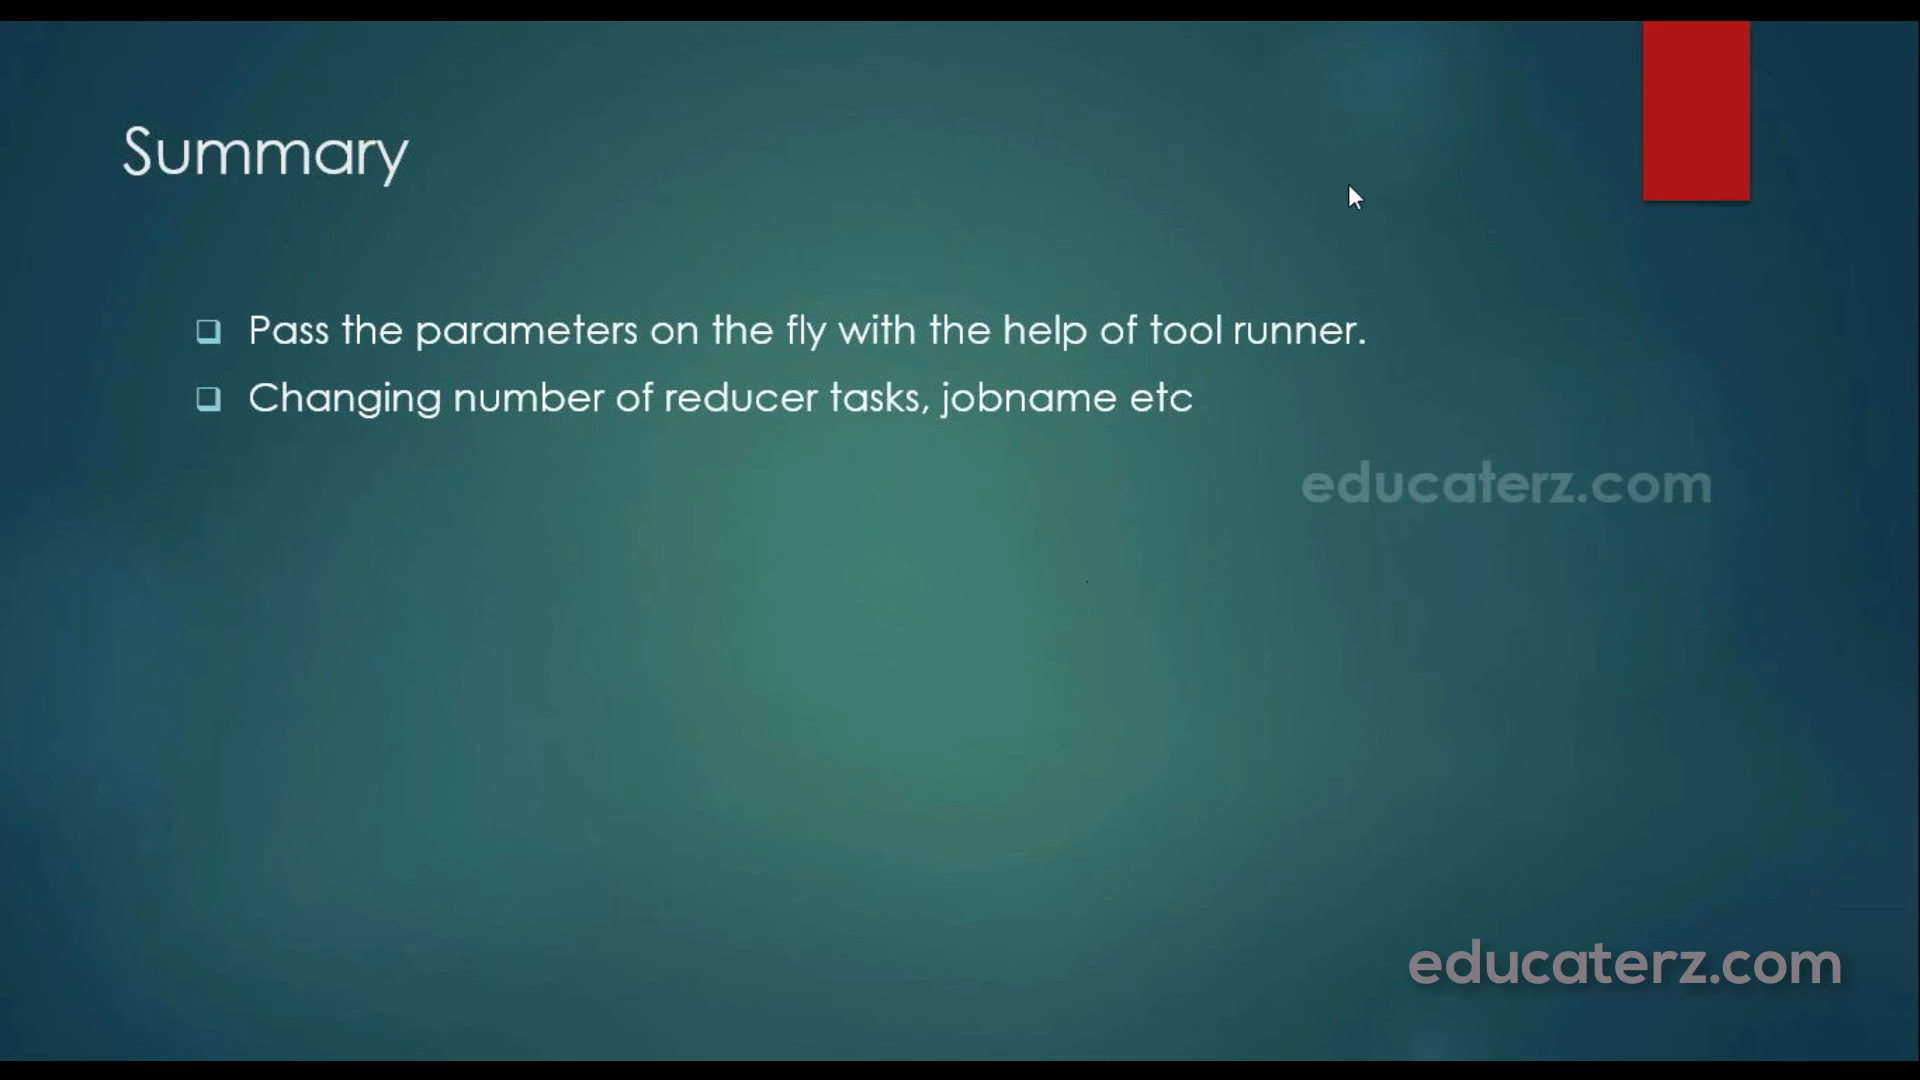 Summary
Pass the parameters on the fly with the help of tool runner.
Changing number of reducer tasks, jobname etc
educaterz.com
educaterz.com